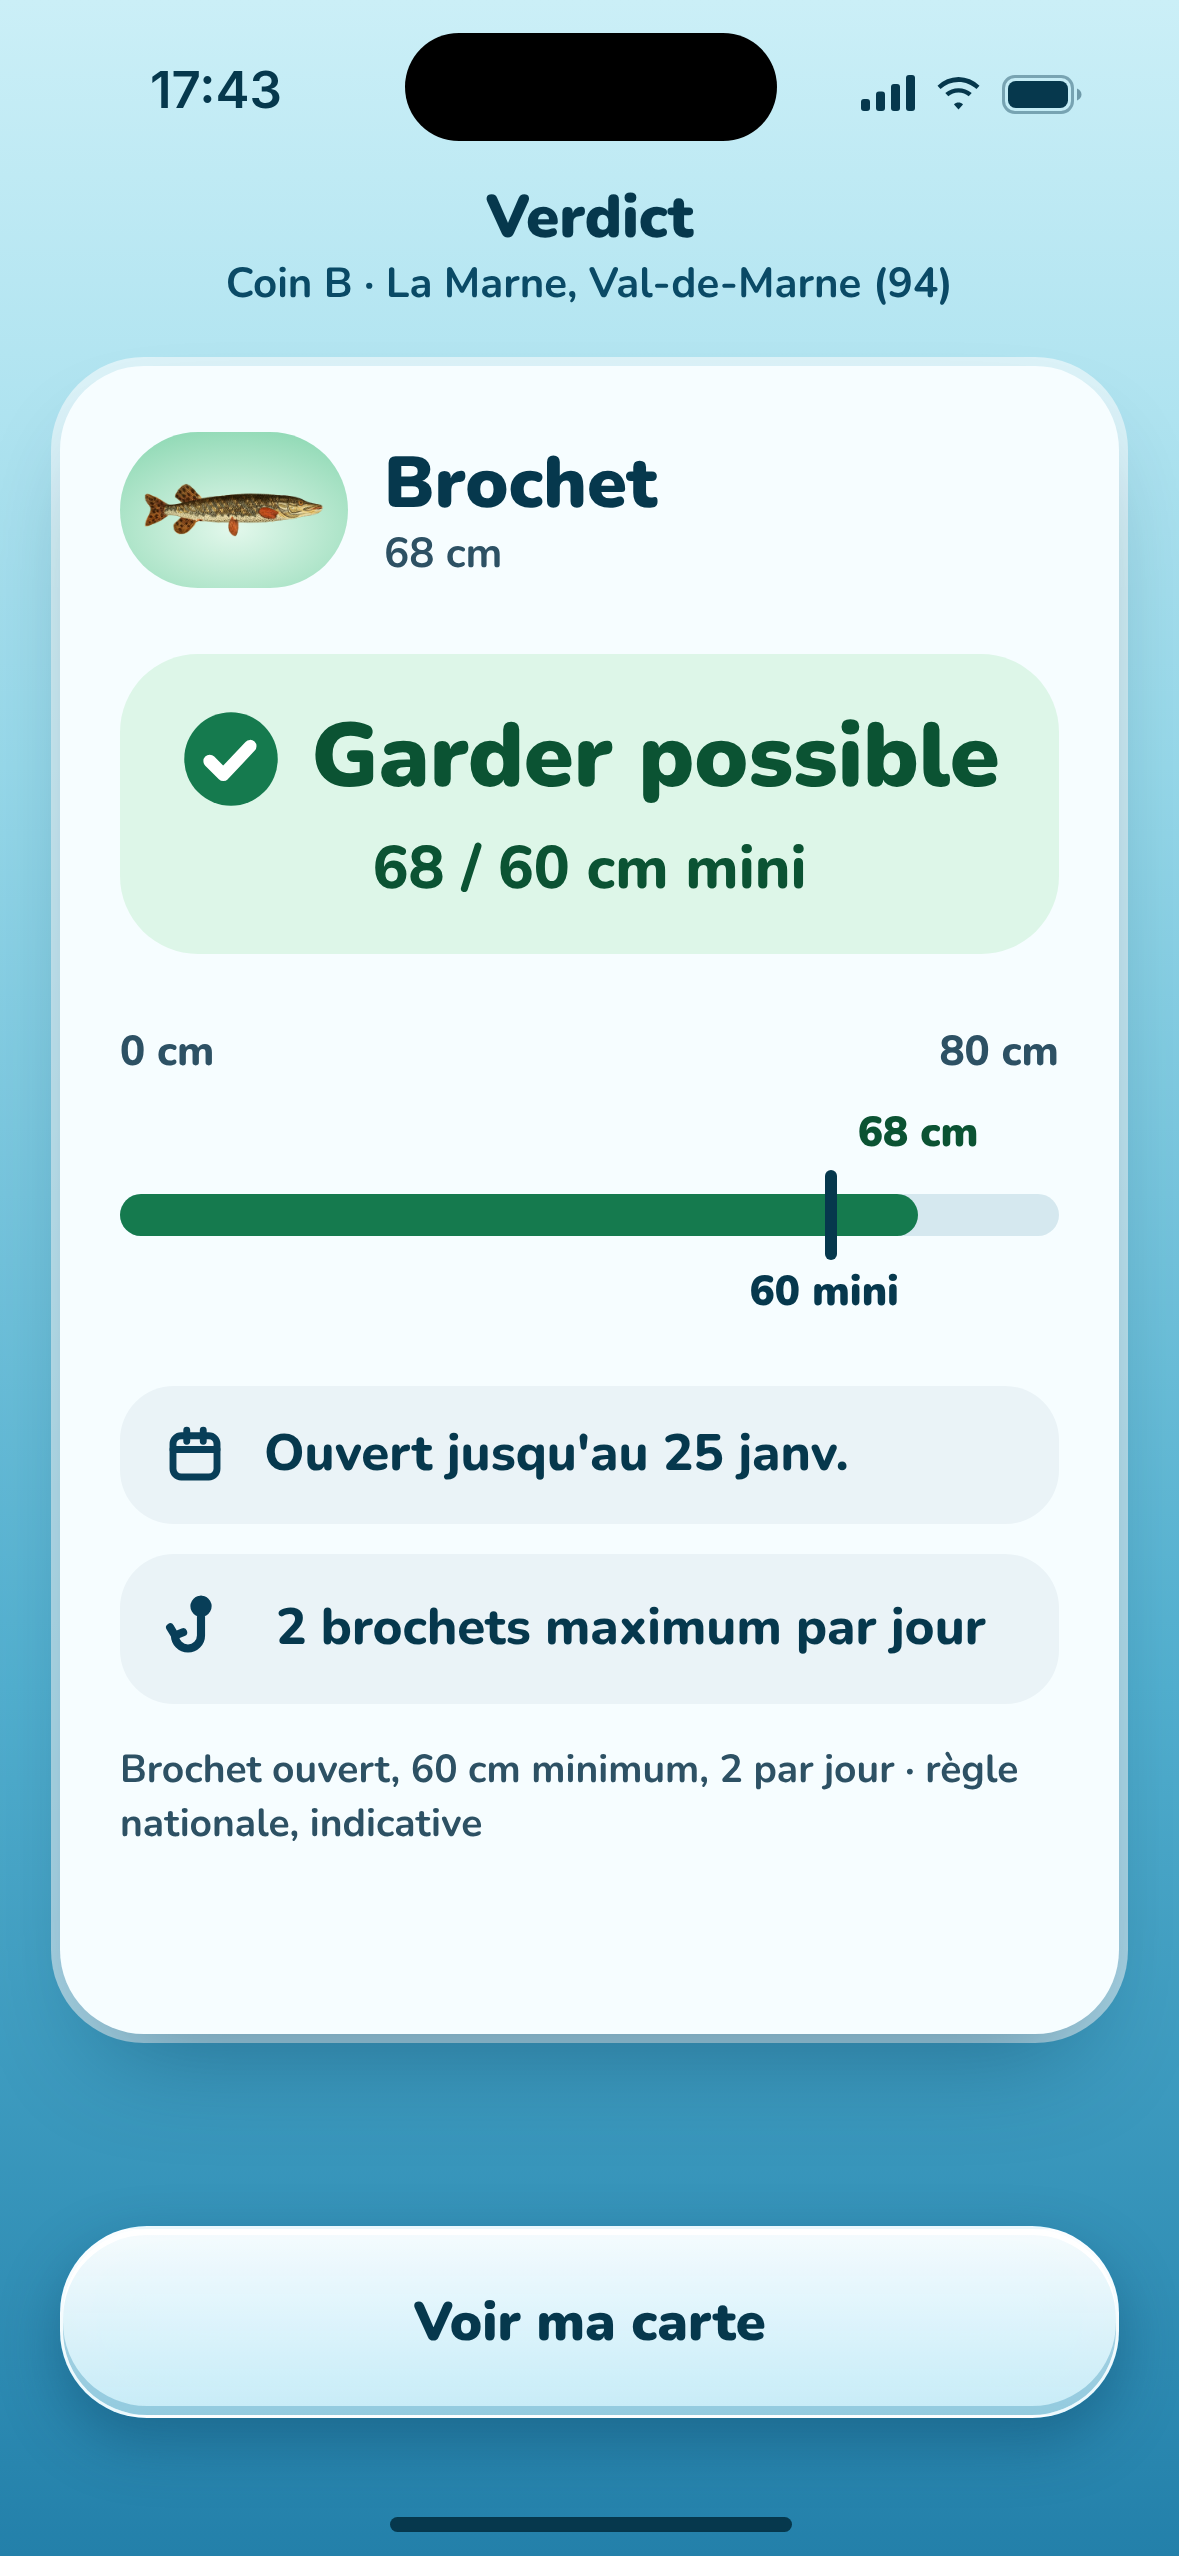 17:43
Verdict
Coin B · La Marne, Val-de-Marne (94)
Brochet
68 cm
Garder possible
68 / 60 cm mini
0 cm
80 cm
68 cm
60 mini
Ouvert jusqu'au 25 janv.
2 brochets maximum par jour
Brochet ouvert, 60 cm minimum, 2 par jour · règle
nationale, indicative
Voir ma carte